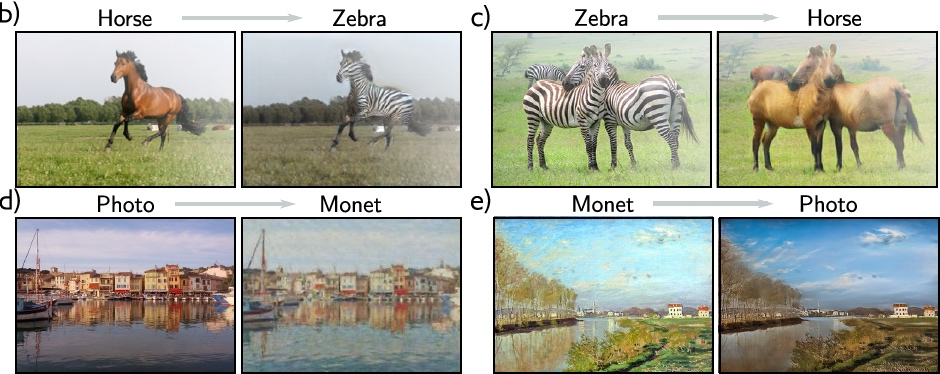 b) Horse Zebra
c) Zebra Horse
d) Photo Monet
e) Monet Photo